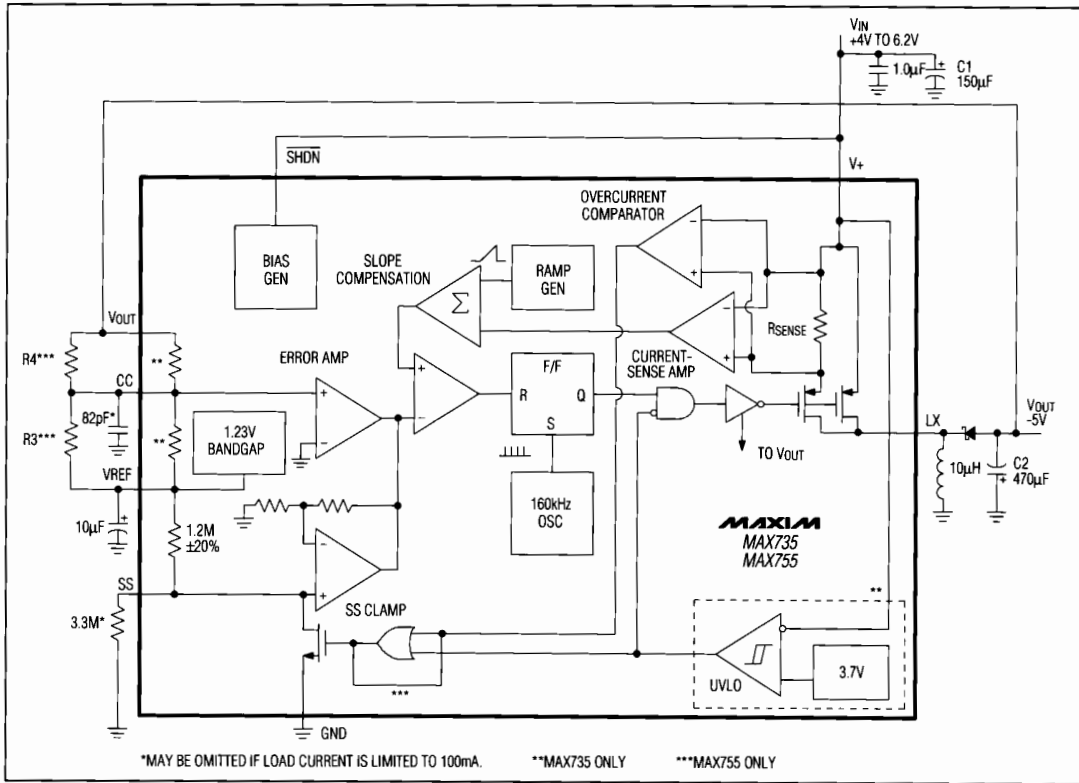 VIN
+4V TO 6.2V
1.0µF
+
C1
150µF
SHDN
V+
OVERCURRENT
COMPARATOR
BIAS
GEN
SLOPE
COMPENSATION
Σ
RAMP
GEN
-
+
-
+
RSENSE
VOUT
R4***
**
CC
ERROR AMP
+
-
+
-
F/F
R
Q
S
CURRENT-
SENSE AMP
82pF*
R3***
**
1.23V
BANDGAP
TO VOUT
LX
VOUT
-5V
10µH
C2
+
470µF
VREF
+
10µF
1.2M
±20%
160kHz
OSC
MAXIM
MAX735
MAX755
-
+
SS
3.3M*
SS CLAMP
***
**
UVLO
3.7V
GND
*MAY BE OMITTED IF LOAD CURRENT IS LIMITED TO 100mA.
**MAX735 ONLY
***MAX755 ONLY